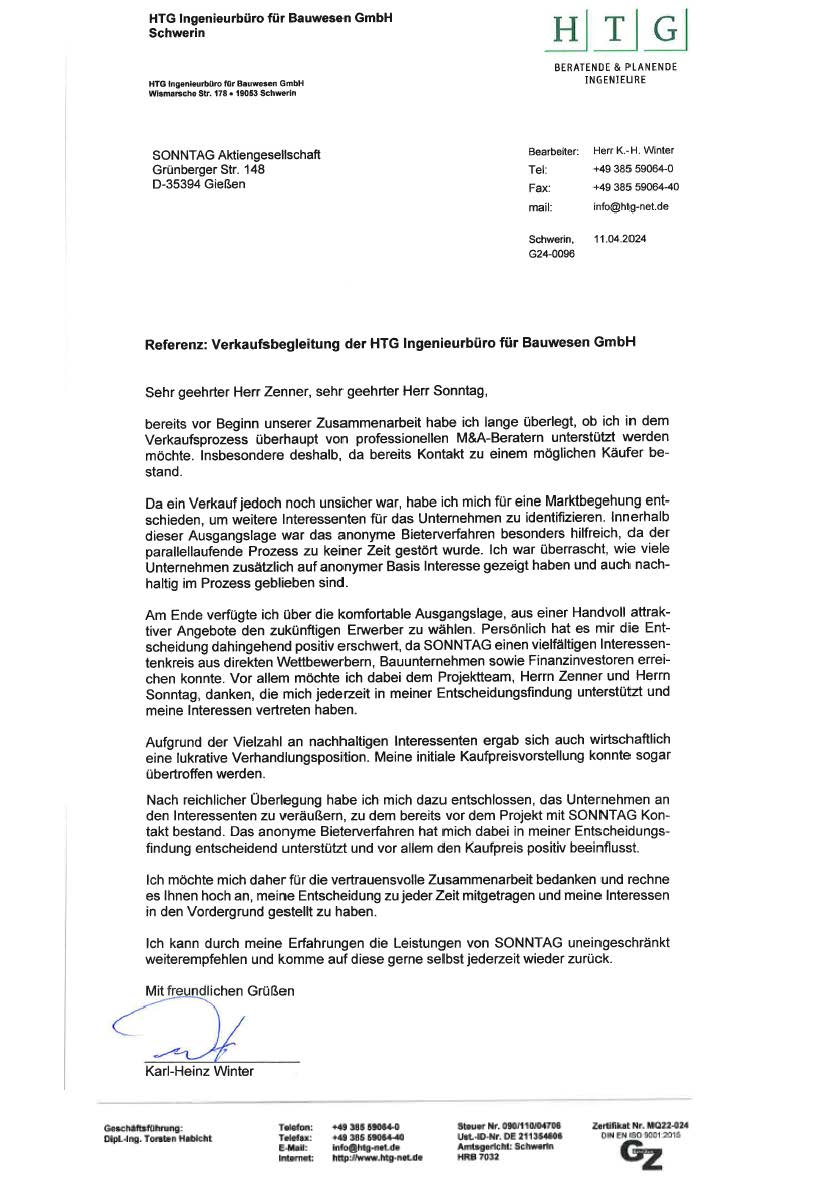 HTG Ingenieurbüro für Bauwesen GmbH
Schwerin
H T G
BERATENDE & PLANENDE
INGENIEURE
HTG Ingenieurbüro für Bauwesen GmbH
Wismarsche Str. 178 • 19053 Schwerin
SONNTAG Aktiengesellschaft
Grünberger Str. 148
D-35394 Gießen
Bearbeiter: Herr K.-H. Winter
Tel: +49 385 59064-0
Fax: +49 385 59064-40
mail: info@htg-net.de
Schwerin, 11.04.2024
G24-0096
Referenz: Verkaufsbegleitung der HTG Ingenieurbüro für Bauwesen GmbH
Sehr geehrter Herr Zenner, sehr geehrter Herr Sonntag,
bereits vor Beginn unserer Zusammenarbeit habe ich lange überlegt, ob ich in dem
Verkaufsprozess überhaupt von professionellen M&A-Beratern unterstützt werden
möchte. Insbesondere deshalb, da bereits Kontakt zu einem möglichen Käufer be-
stand.
Da ein Verkauf jedoch noch unsicher war, habe ich mich für eine Marktbegehung ent-
schieden, um weitere Interessenten für das Unternehmen zu identifizieren. Innerhalb
dieser Ausgangslage war das anonyme Bieterverfahren besonders hilfreich, da der
parallellaufende Prozess zu keiner Zeit gestört wurde. Ich war überrascht, wie viele
Unternehmen zusätzlich auf anonymer Basis Interesse gezeigt haben und auch nach-
haltig im Prozess geblieben sind.
Am Ende verfügte ich über die komfortable Ausgangslage, aus einer Handvoll attrak-
tiver Angebote den zukünftigen Erwerber zu wählen. Persönlich hat es mir die Ent-
scheidung dahingehend positiv erschwert, da SONNTAG einen vielfältigen Interessen-
tenkreis aus direkten Wettbewerbern, Bauunternehmen sowie Finanzinvestoren errei-
chen konnte. Vor allem möchte ich dabei dem Projektteam, Herrn Zenner und Herrn
Sonntag, danken, die mich jederzeit in meiner Entscheidungsfindung unterstützt und
meine Interessen vertreten haben.
Aufgrund der Vielzahl an nachhaltigen Interessenten ergab sich auch wirtschaftlich
eine lukrative Verhandlungsposition. Meine initiale Kaufpreisvorstellung konnte sogar
übertroffen werden.
Nach reichlicher Überlegung habe ich mich dazu entschlossen, das Unternehmen an
den Interessenten zu veräußern, zu dem bereits vor dem Projekt mit SONNTAG Kon-
takt bestand. Das anonyme Bieterverfahren hat mich dabei in meiner Entscheidungs-
findung entscheidend unterstützt und vor allem den Kaufpreis positiv beeinflusst.
Ich möchte mich daher für die vertrauensvolle Zusammenarbeit bedanken und rechne
es Ihnen hoch an, meine Entscheidung zu jeder Zeit mitgetragen und meine Interessen
in den Vordergrund gestellt zu haben.
Ich kann durch meine Erfahrungen die Leistungen von SONNTAG uneingeschränkt
weiterempfehlen und komme auf diese gerne selbst jederzeit wieder zurück.
Mit freundlichen Grüßen
Karl-Heinz Winter
Geschäftsführung:
Dipl.-Ing. Torsten Habicht
Telefon: +49 385 59064-0
Telefax: +49 385 59064-40
E-Mail: info@htg-net.de
Internet: http://www.htg-net.de
Steuer Nr. 090/110/04706
Ust.-ID-Nr. DE 211354606
Amtsgericht: Schwerin
HRB 7032
Zertifikat Nr. MQ22-024
DIN EN ISO 9001:2015
GZ